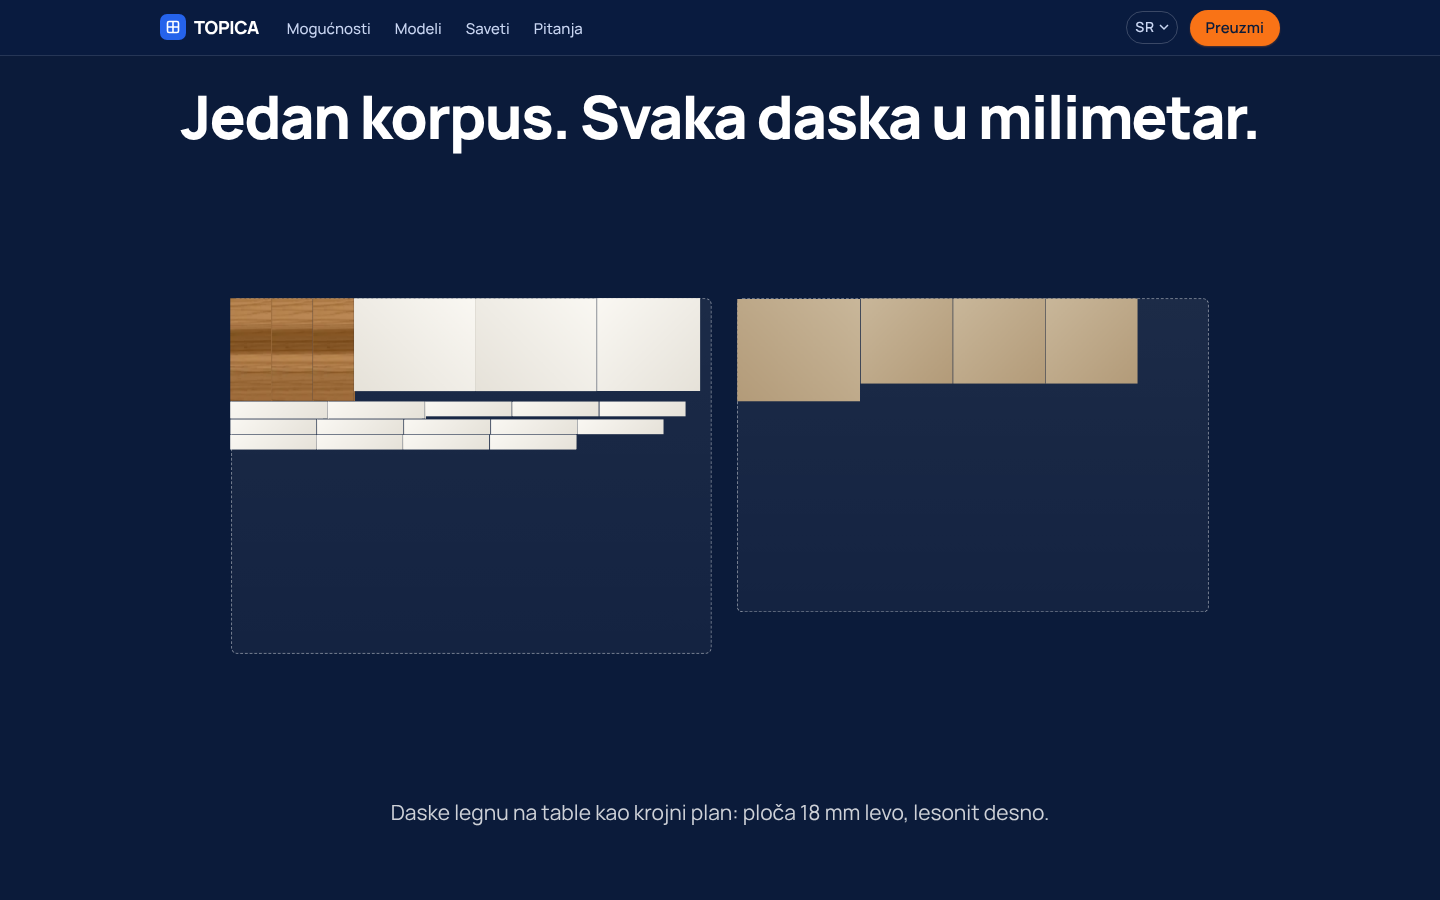 TOPICA
Mogućnosti
Modeli
Saveti
Pitanja
SR
Preuzmi
Jedan korpus. Svaka daska u milimetar.
Daske legnu na table kao krojni plan: ploča 18 mm levo, lesonit desno.